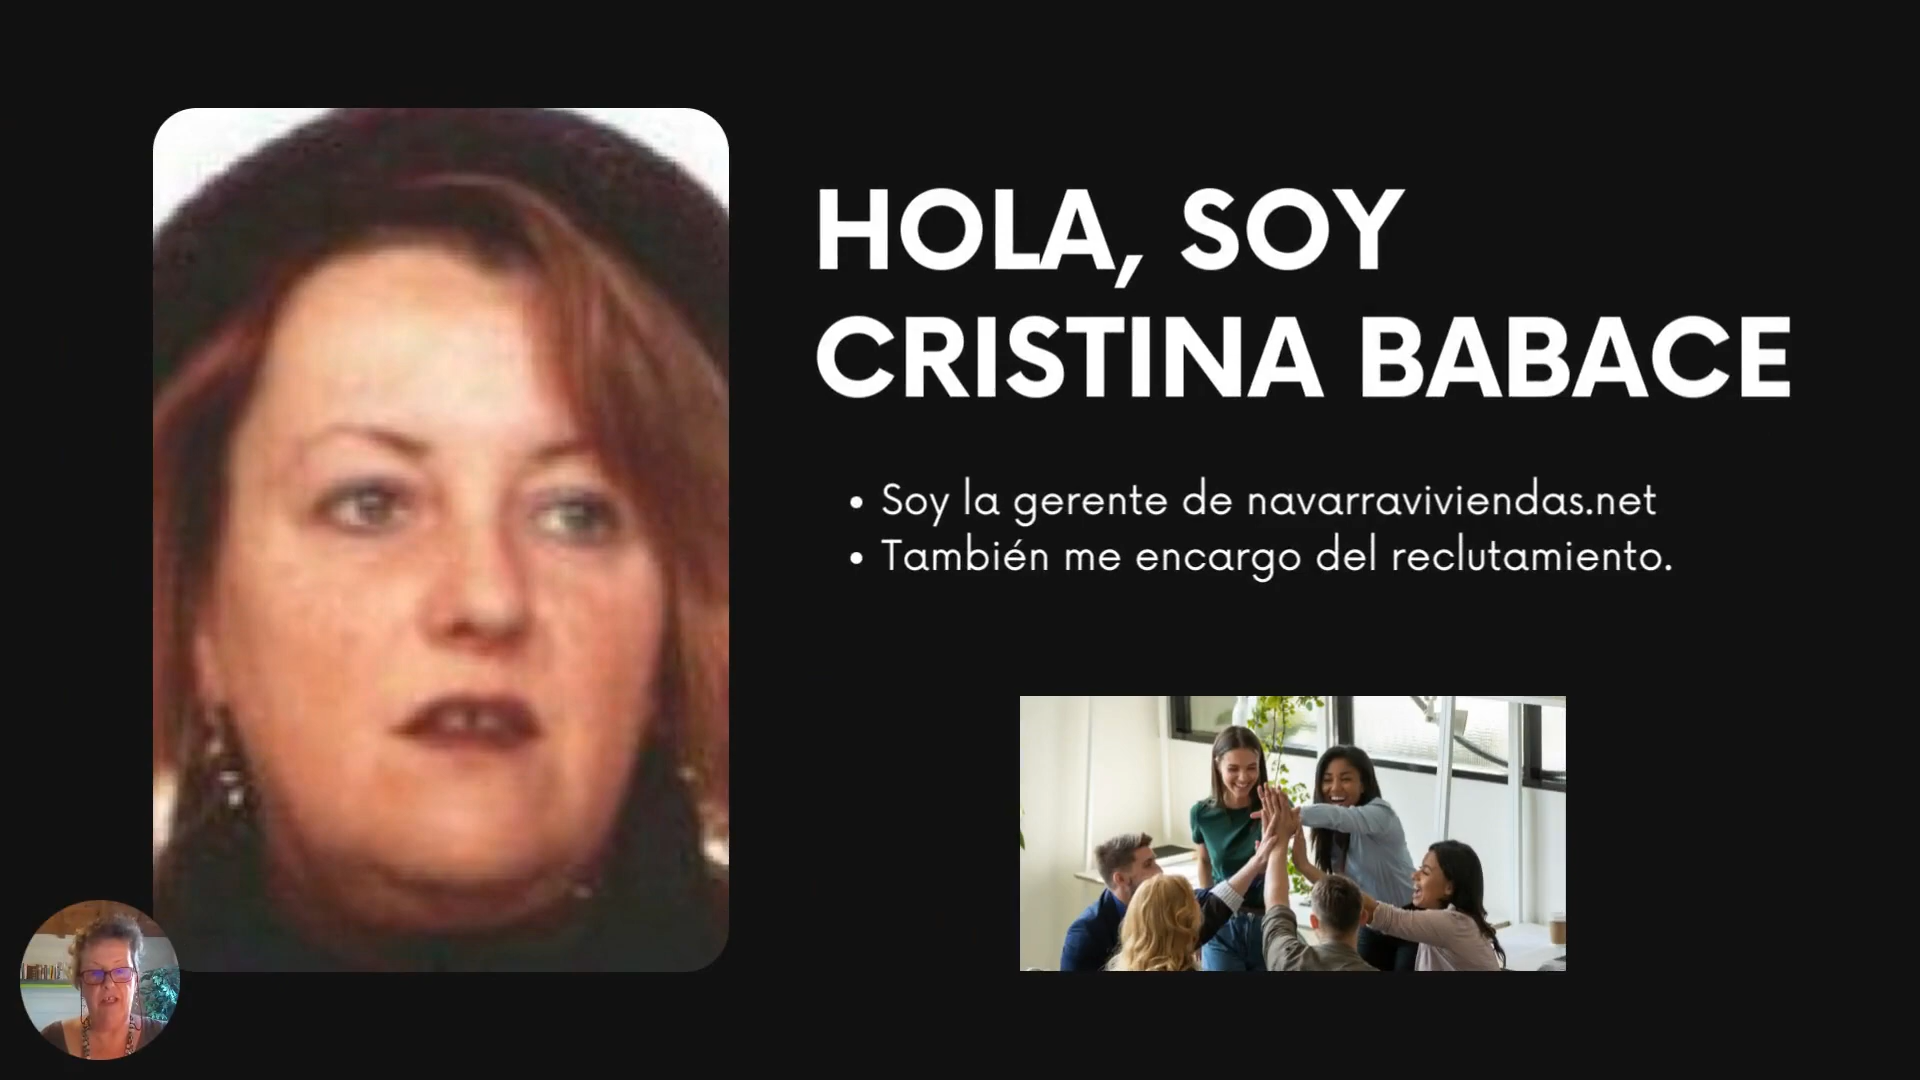 HOLA, SOY
CRISTINA BABACE
• Soy la gerente de navarraviviendas.net
• También me encargo del reclutamiento.